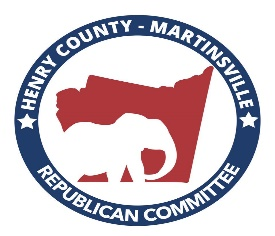 HENRY COUNTY - MARTINSVILLE
REPUBLICAN COMMITTEE